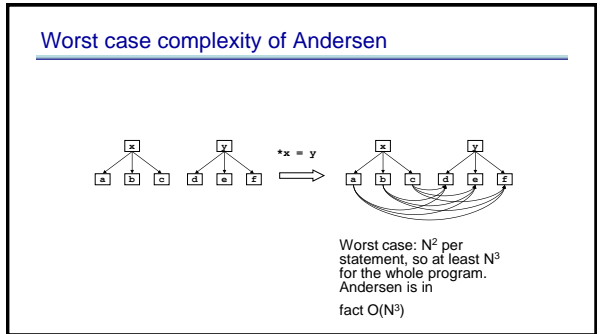 Worst case complexity of Andersen
x y *x = y x y
a b c d e f a b c d e f
Worst case: N² per
statement, so at least N³
for the whole program.
Andersen is in
fact O(N³)